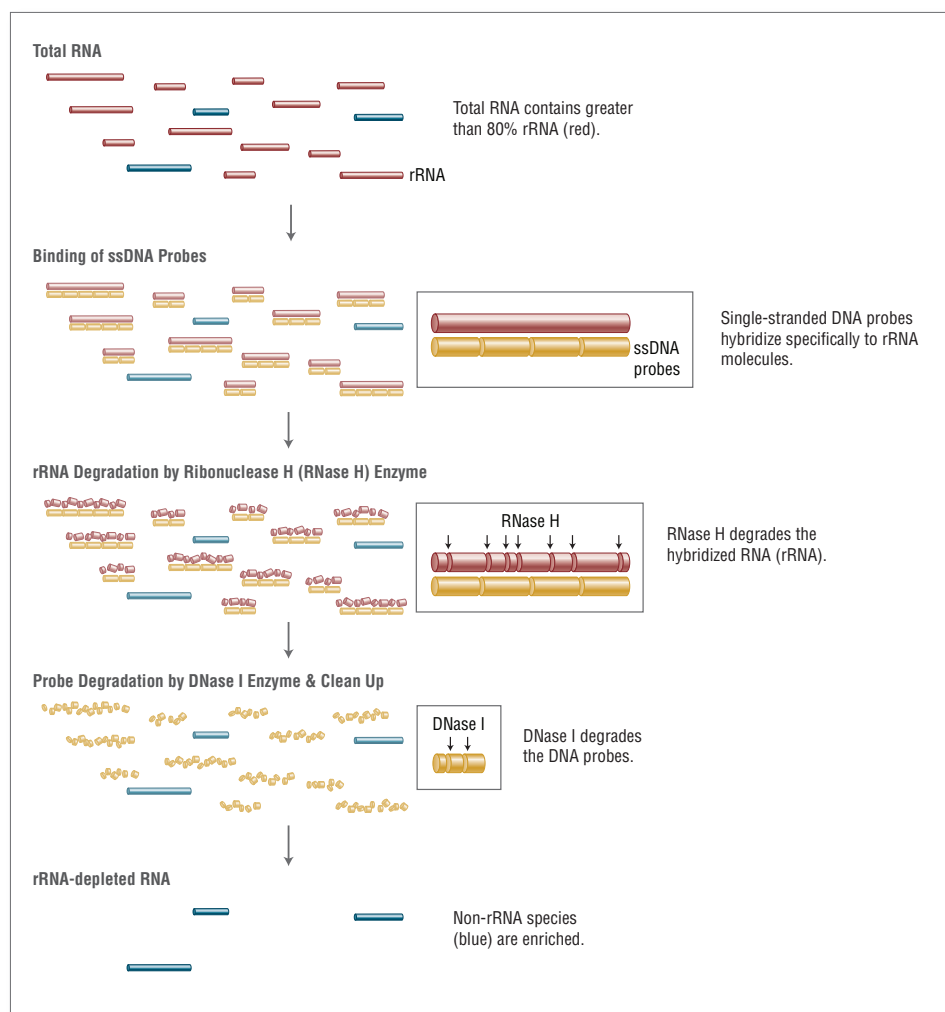 Total RNA
Total RNA contains greater
than 80% rRNA (red).
rRNA
Binding of ssDNA Probes
ssDNA
probes
Single-stranded DNA probes
hybridize specifically to rRNA
molecules.
rRNA Degradation by Ribonuclease H (RNase H) Enzyme
RNase H
RNase H degrades the
hybridized RNA (rRNA).
Probe Degradation by DNase I Enzyme & Clean Up
DNase I
DNase I degrades
the DNA probes.
rRNA-depleted RNA
Non-rRNA species
(blue) are enriched.